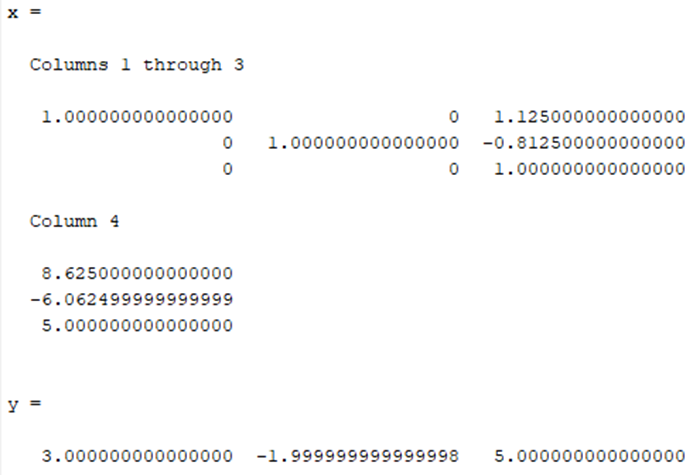 x =
Columns 1 through 3
1.000000000000000 0 1.125000000000000
0 1.000000000000000 -0.812500000000000
0 0 1.000000000000000
Column 4
8.625000000000000
-6.062499999999999
5.000000000000000
y =
3.000000000000000 -1.999999999999998 5.000000000000000